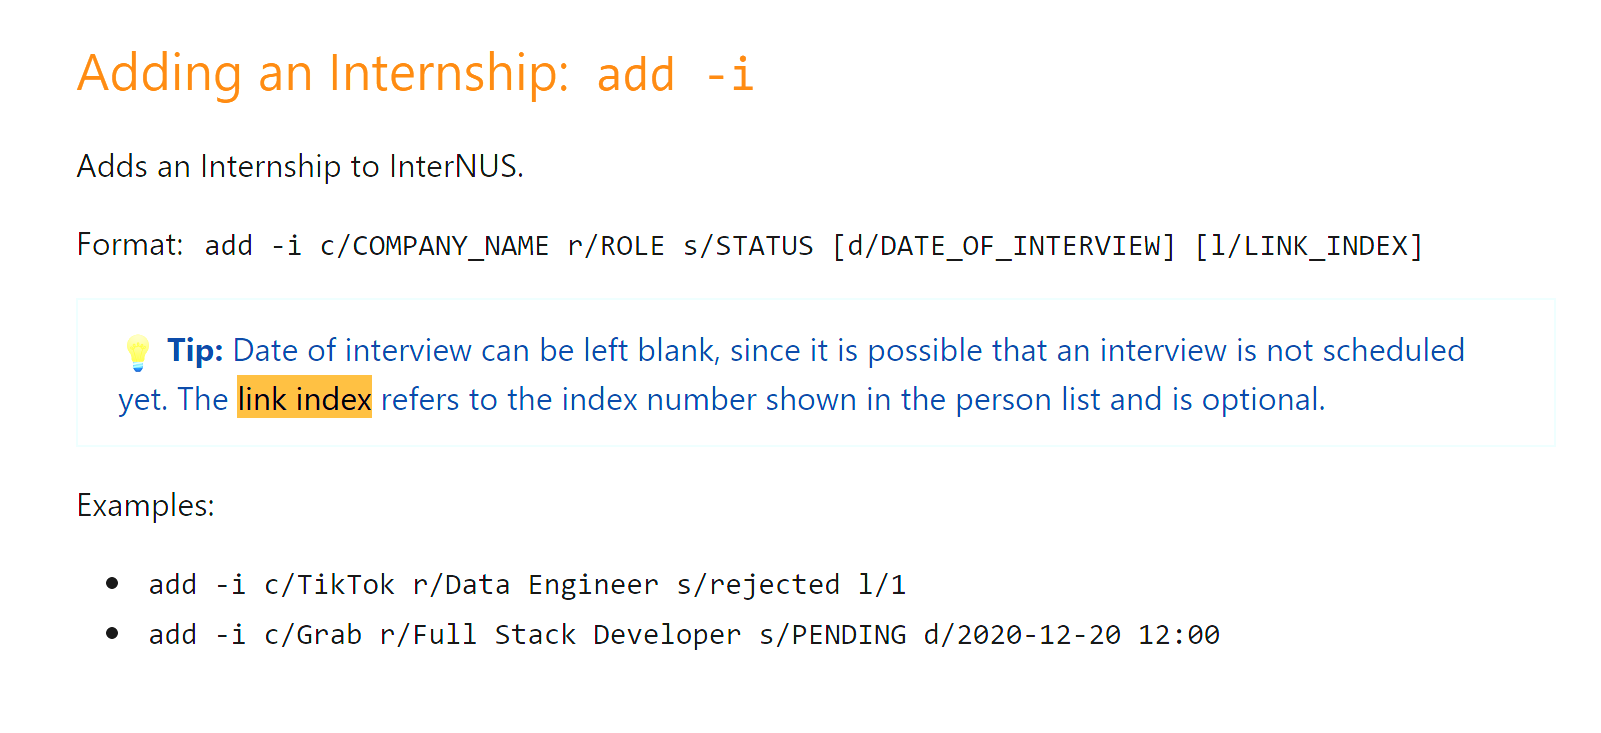 Adding an Internship: add -i
Adds an Internship to InterNUS.
Format: add -i c/COMPANY_NAME r/ROLE s/STATUS [d/DATE_OF_INTERVIEW] [l/LINK_INDEX]
💡 Tip: Date of interview can be left blank, since it is possible that an interview is not scheduled
yet. The link index refers to the index number shown in the person list and is optional.
Examples:
• add -i c/TikTok r/Data Engineer s/rejected l/1
• add -i c/Grab r/Full Stack Developer s/PENDING d/2020-12-20 12:00